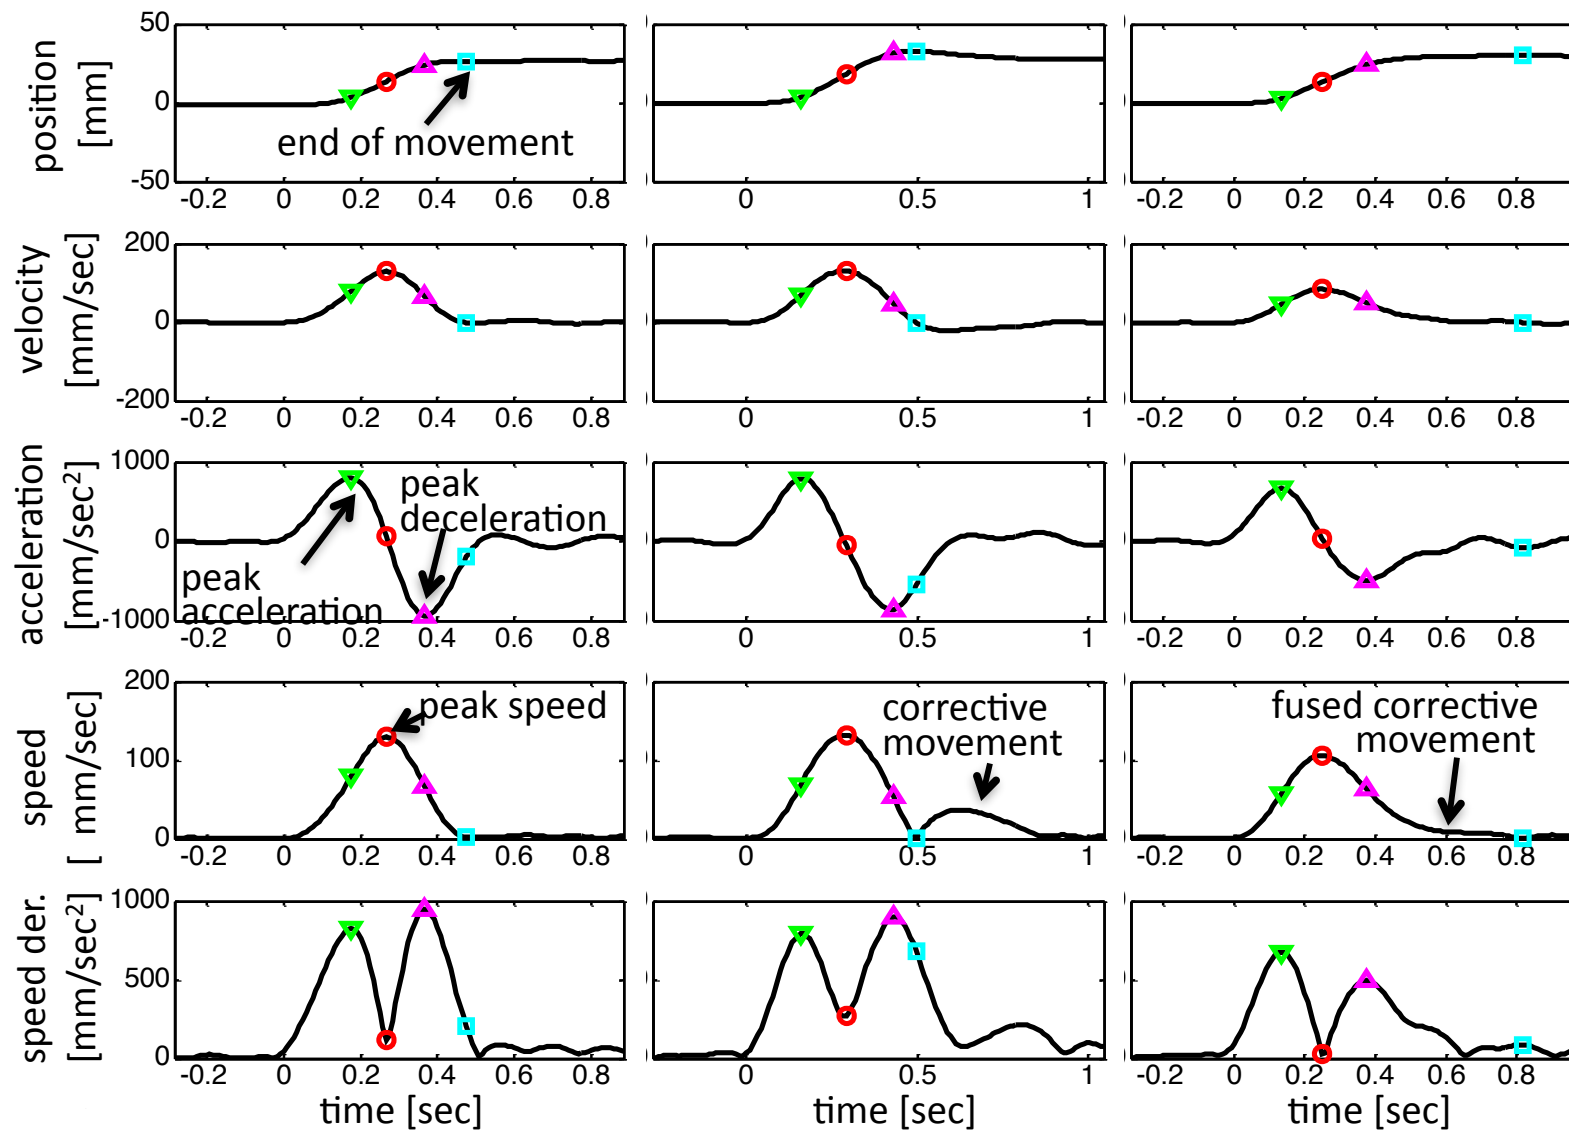 position
[mm]
50
0
-50
end of movement
-0.2 0 0.2 0.4 0.6 0.8
0 0.5 1
-0.2 0 0.2 0.4 0.6 0.8
velocity
[mm/sec]
200
0
-200
-0.2 0 0.2 0.4 0.6 0.8
0 0.5 1
-0.2 0 0.2 0.4 0.6 0.8
acceleration
[mm/sec²]
1000
0
-1000
peak
deceleration
peak
acceleration
-0.2 0 0.2 0.4 0.6 0.8
0 0.5 1
-0.2 0 0.2 0.4 0.6 0.8
speed
[ mm/sec]
200
100
0
peak speed
corrective
movement
fused corrective
movement
-0.2 0 0.2 0.4 0.6 0.8
0 0.5 1
-0.2 0 0.2 0.4 0.6 0.8
speed der.
[mm/sec²]
1000
500
0
-0.2 0 0.2 0.4 0.6 0.8
0 0.5 1
-0.2 0 0.2 0.4 0.6 0.8
time [sec]
time [sec]
time [sec]